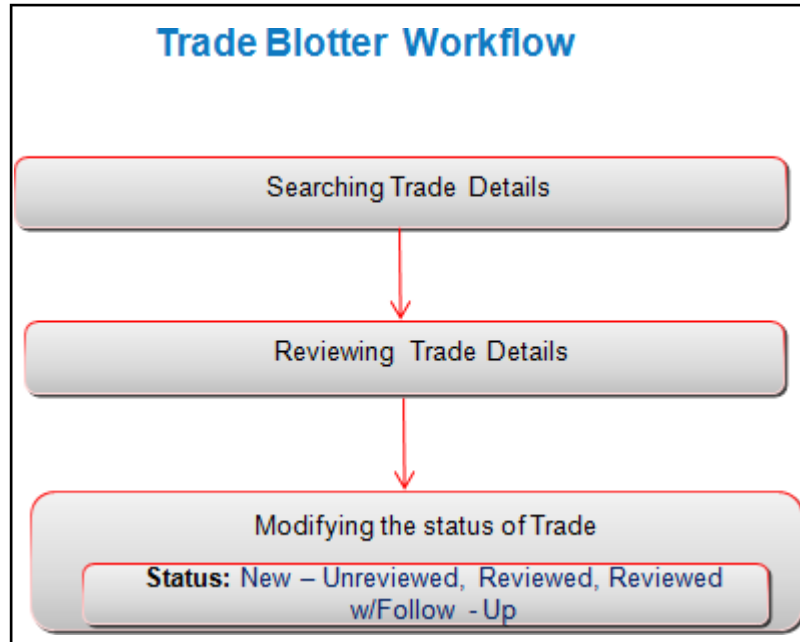 Trade Blotter Workflow
Searching Trade Details
Reviewing Trade Details
Modifying the status of Trade
Status: New – Unreviewed, Reviewed, Reviewed
w/Follow - Up